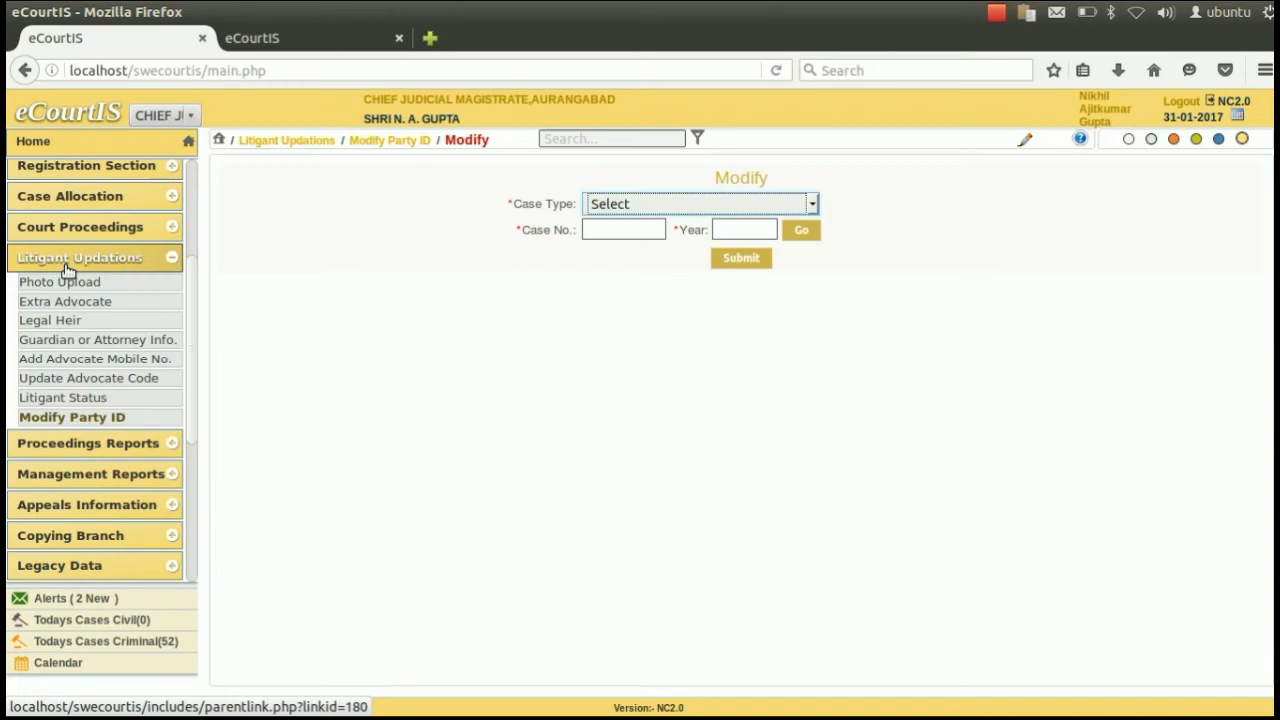 eCourtIS - Mozilla Firefox
ubuntu
eCourtIS
eCourtIS
localhost/swecourtis/main.php
Search
eCourtIS
CHIEF J
CHIEF JUDICIAL MAGISTRATE,AURANGABAD
SHRI N. A. GUPTA
Nikhil
Ajitkumar
Gupta
Logout NC2.0
31-01-2017
Home
/ Litigant Updations / Modify Party ID / Modify
Search...
Registration Section
Case Allocation
Court Proceedings
Litigant Updations
Photo Upload
Extra Advocate
Legal Heir
Guardian or Attorney Info.
Add Advocate Mobile No.
Update Advocate Code
Litigant Status
Modify Party ID
Proceedings Reports
Management Reports
Appeals Information
Copying Branch
Legacy Data
Alerts ( 2 New )
Todays Cases Civil(0)
Todays Cases Criminal(52)
Calendar
Modify
*Case Type: Select
*Case No.: *Year: Go
Submit
localhost/swecourtis/includes/parentlink.php?linkid=180
Version:- NC2.0